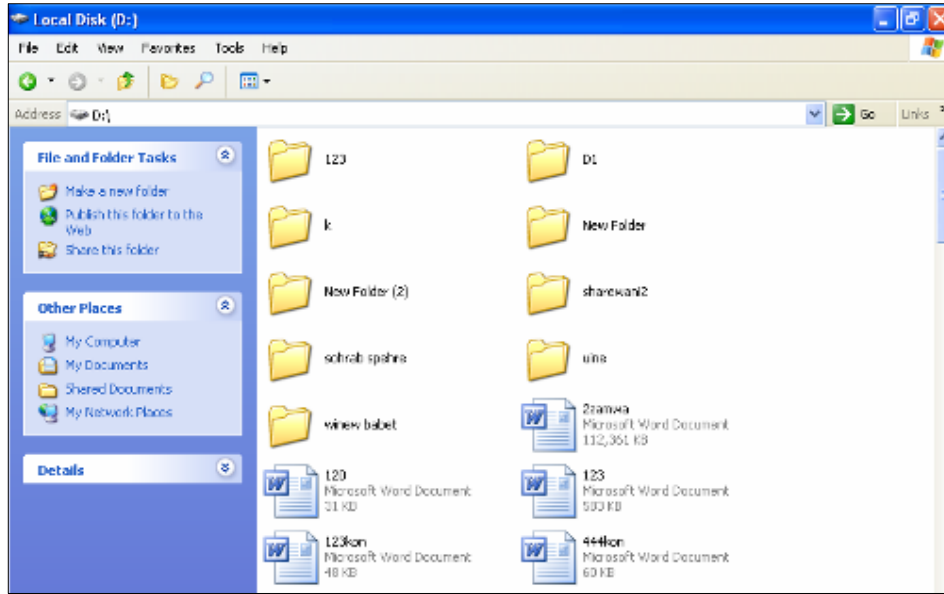 Local Disk (D:)
File Edit View Favorites Tools Help
Address D:\ Go Links
File and Folder Tasks
Make a new folder
Publish this folder to the
Web
Share this folder
Other Places
My Computer
My Documents
Shared Documents
My Network Places
Details
123 D1
k New Folder
New Folder (2) sharewani2
sohrab spehre uine
winew babet 2zamwa
Microsoft Word Document
112,361 KB
120 123
Microsoft Word Document Microsoft Word Document
31 KB 583 KB
123kon 444kon
Microsoft Word Document Microsoft Word Document
48 KB 60 KB